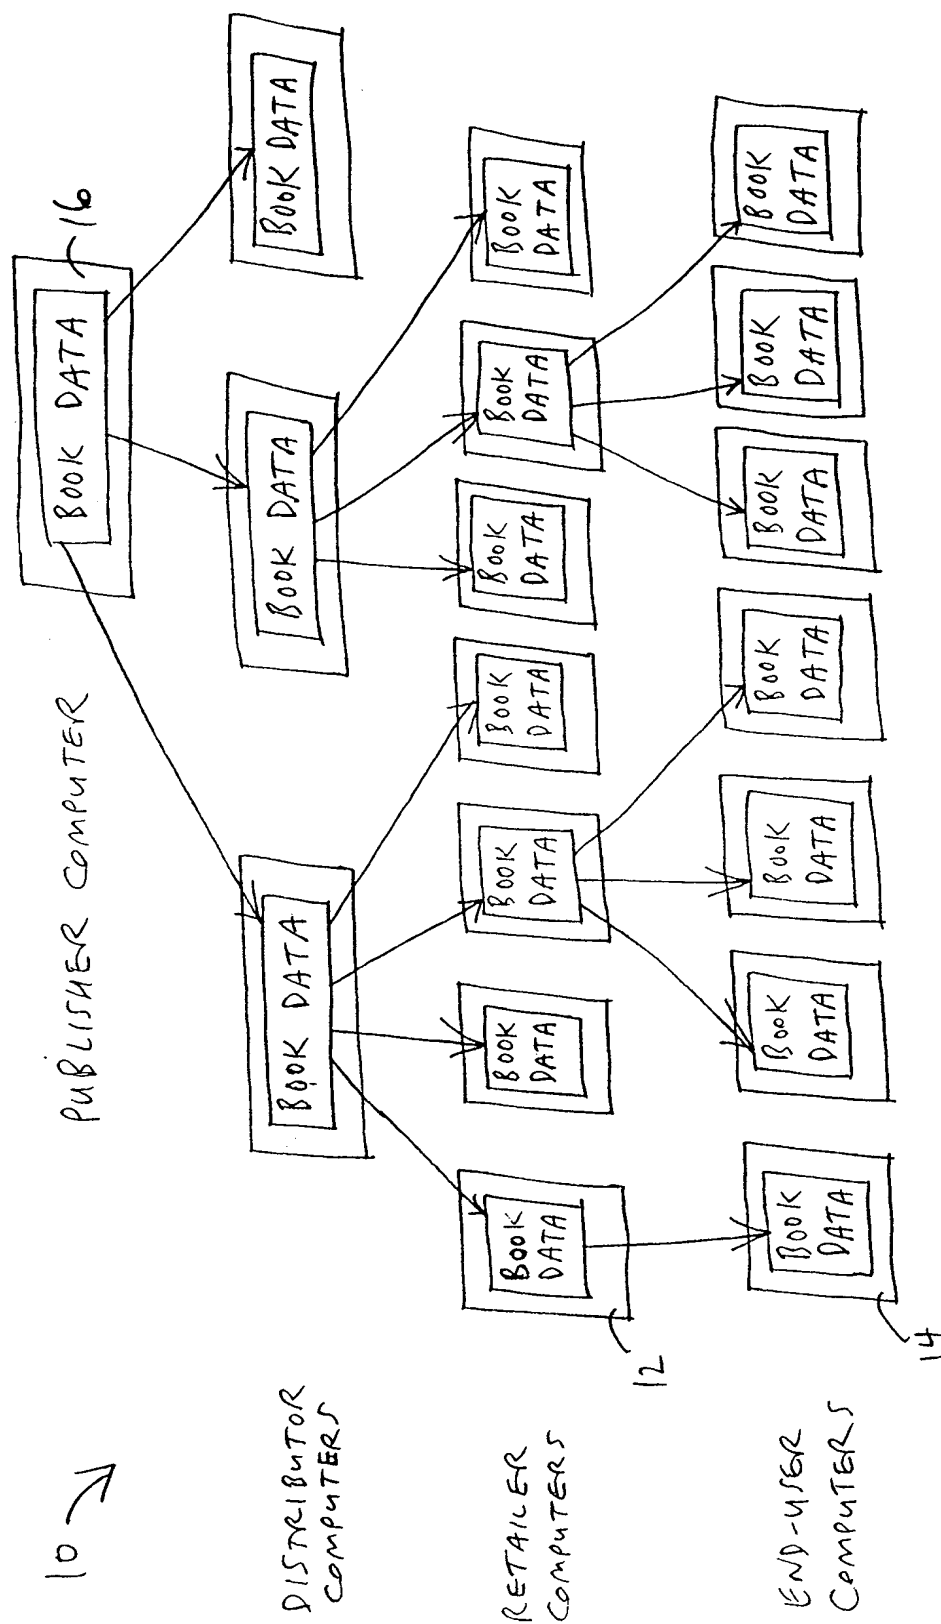 10
PUBLISHER COMPUTER
BOOK DATA
16
DISTRIBUTOR
COMPUTERS
BOOK DATA
BOOK DATA
BOOK DATA
RETAILER
COMPUTERS
BOOK
DATA
BOOK
DATA
BOOK
DATA
BOOK
DATA
BOOK
DATA
BOOK
DATA
BOOK
DATA
12
END-USER
COMPUTERS
BOOK
DATA
BOOK
DATA
BOOK
DATA
BOOK
DATA
BOOK
DATA
BOOK
DATA
BOOK
DATA
14